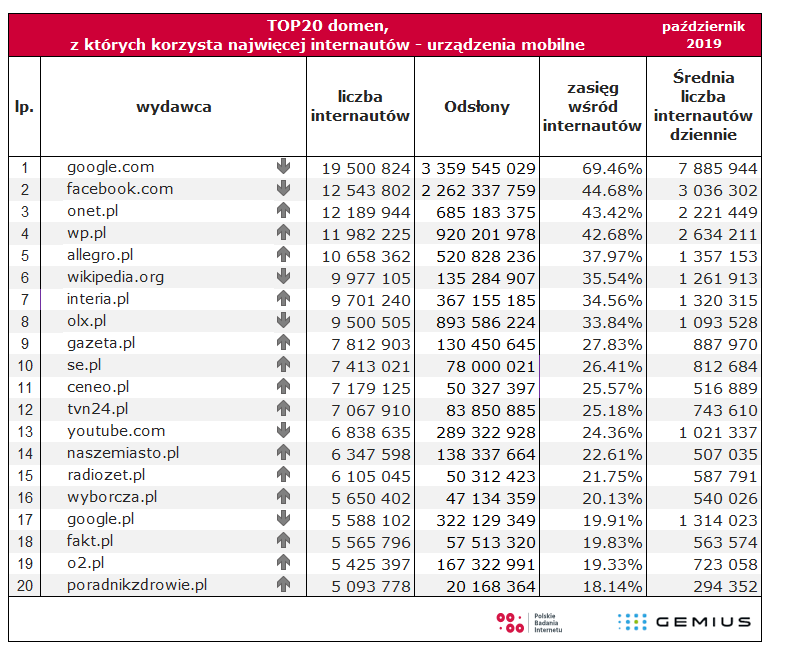 TOP20 domen,
z których korzysta najwięcej internautów - urządzenia mobilne
październik
2019
lp.
wydawca
liczba
internautów
Odsłony
zasięg
wśród
internautów
Średnia
liczba
internautów
dziennie
1 google.com 19 500 824 3 359 545 029 69.46% 7 885 944
2 facebook.com 12 543 802 2 262 337 759 44.68% 3 036 302
3 onet.pl 12 189 944 685 183 375 43.42% 2 221 449
4 wp.pl 11 982 225 920 201 978 42.68% 2 634 211
5 allegro.pl 10 658 362 520 828 236 37.97% 1 357 153
6 wikipedia.org 9 977 105 135 284 907 35.54% 1 261 913
7 interia.pl 9 701 240 367 155 185 34.56% 1 320 315
8 olx.pl 9 500 505 893 586 224 33.84% 1 093 528
9 gazeta.pl 7 812 903 130 450 645 27.83% 887 970
10 se.pl 7 413 021 78 000 021 26.41% 812 684
11 ceneo.pl 7 179 125 50 327 397 25.57% 516 889
12 tvn24.pl 7 067 910 83 850 885 25.18% 743 610
13 youtube.com 6 838 635 289 322 928 24.36% 1 021 337
14 naszemiasto.pl 6 347 598 138 337 664 22.61% 507 035
15 radiozet.pl 6 105 045 50 312 423 21.75% 587 791
16 wyborcza.pl 5 650 402 47 134 359 20.13% 540 026
17 google.pl 5 588 102 322 129 349 19.91% 1 314 023
18 fakt.pl 5 565 796 57 513 320 19.83% 563 574
19 o2.pl 5 425 397 167 322 991 19.33% 723 058
20 poradnikzdrowie.pl 5 093 778 20 168 364 18.14% 294 352
Polskie
Badania
Internetu
GEMIUS